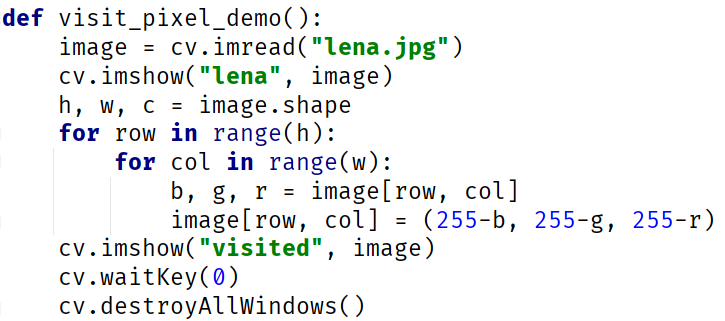 def visit_pixel_demo():
    image = cv.imread("lena.jpg")
    cv.imshow("lena", image)
    h, w, c = image.shape
    for row in range(h):
        for col in range(w):
            b, g, r = image[row, col]
            image[row, col] = (255-b, 255-g, 255-r)
    cv.imshow("visited", image)
    cv.waitKey(0)
    cv.destroyAllWindows()